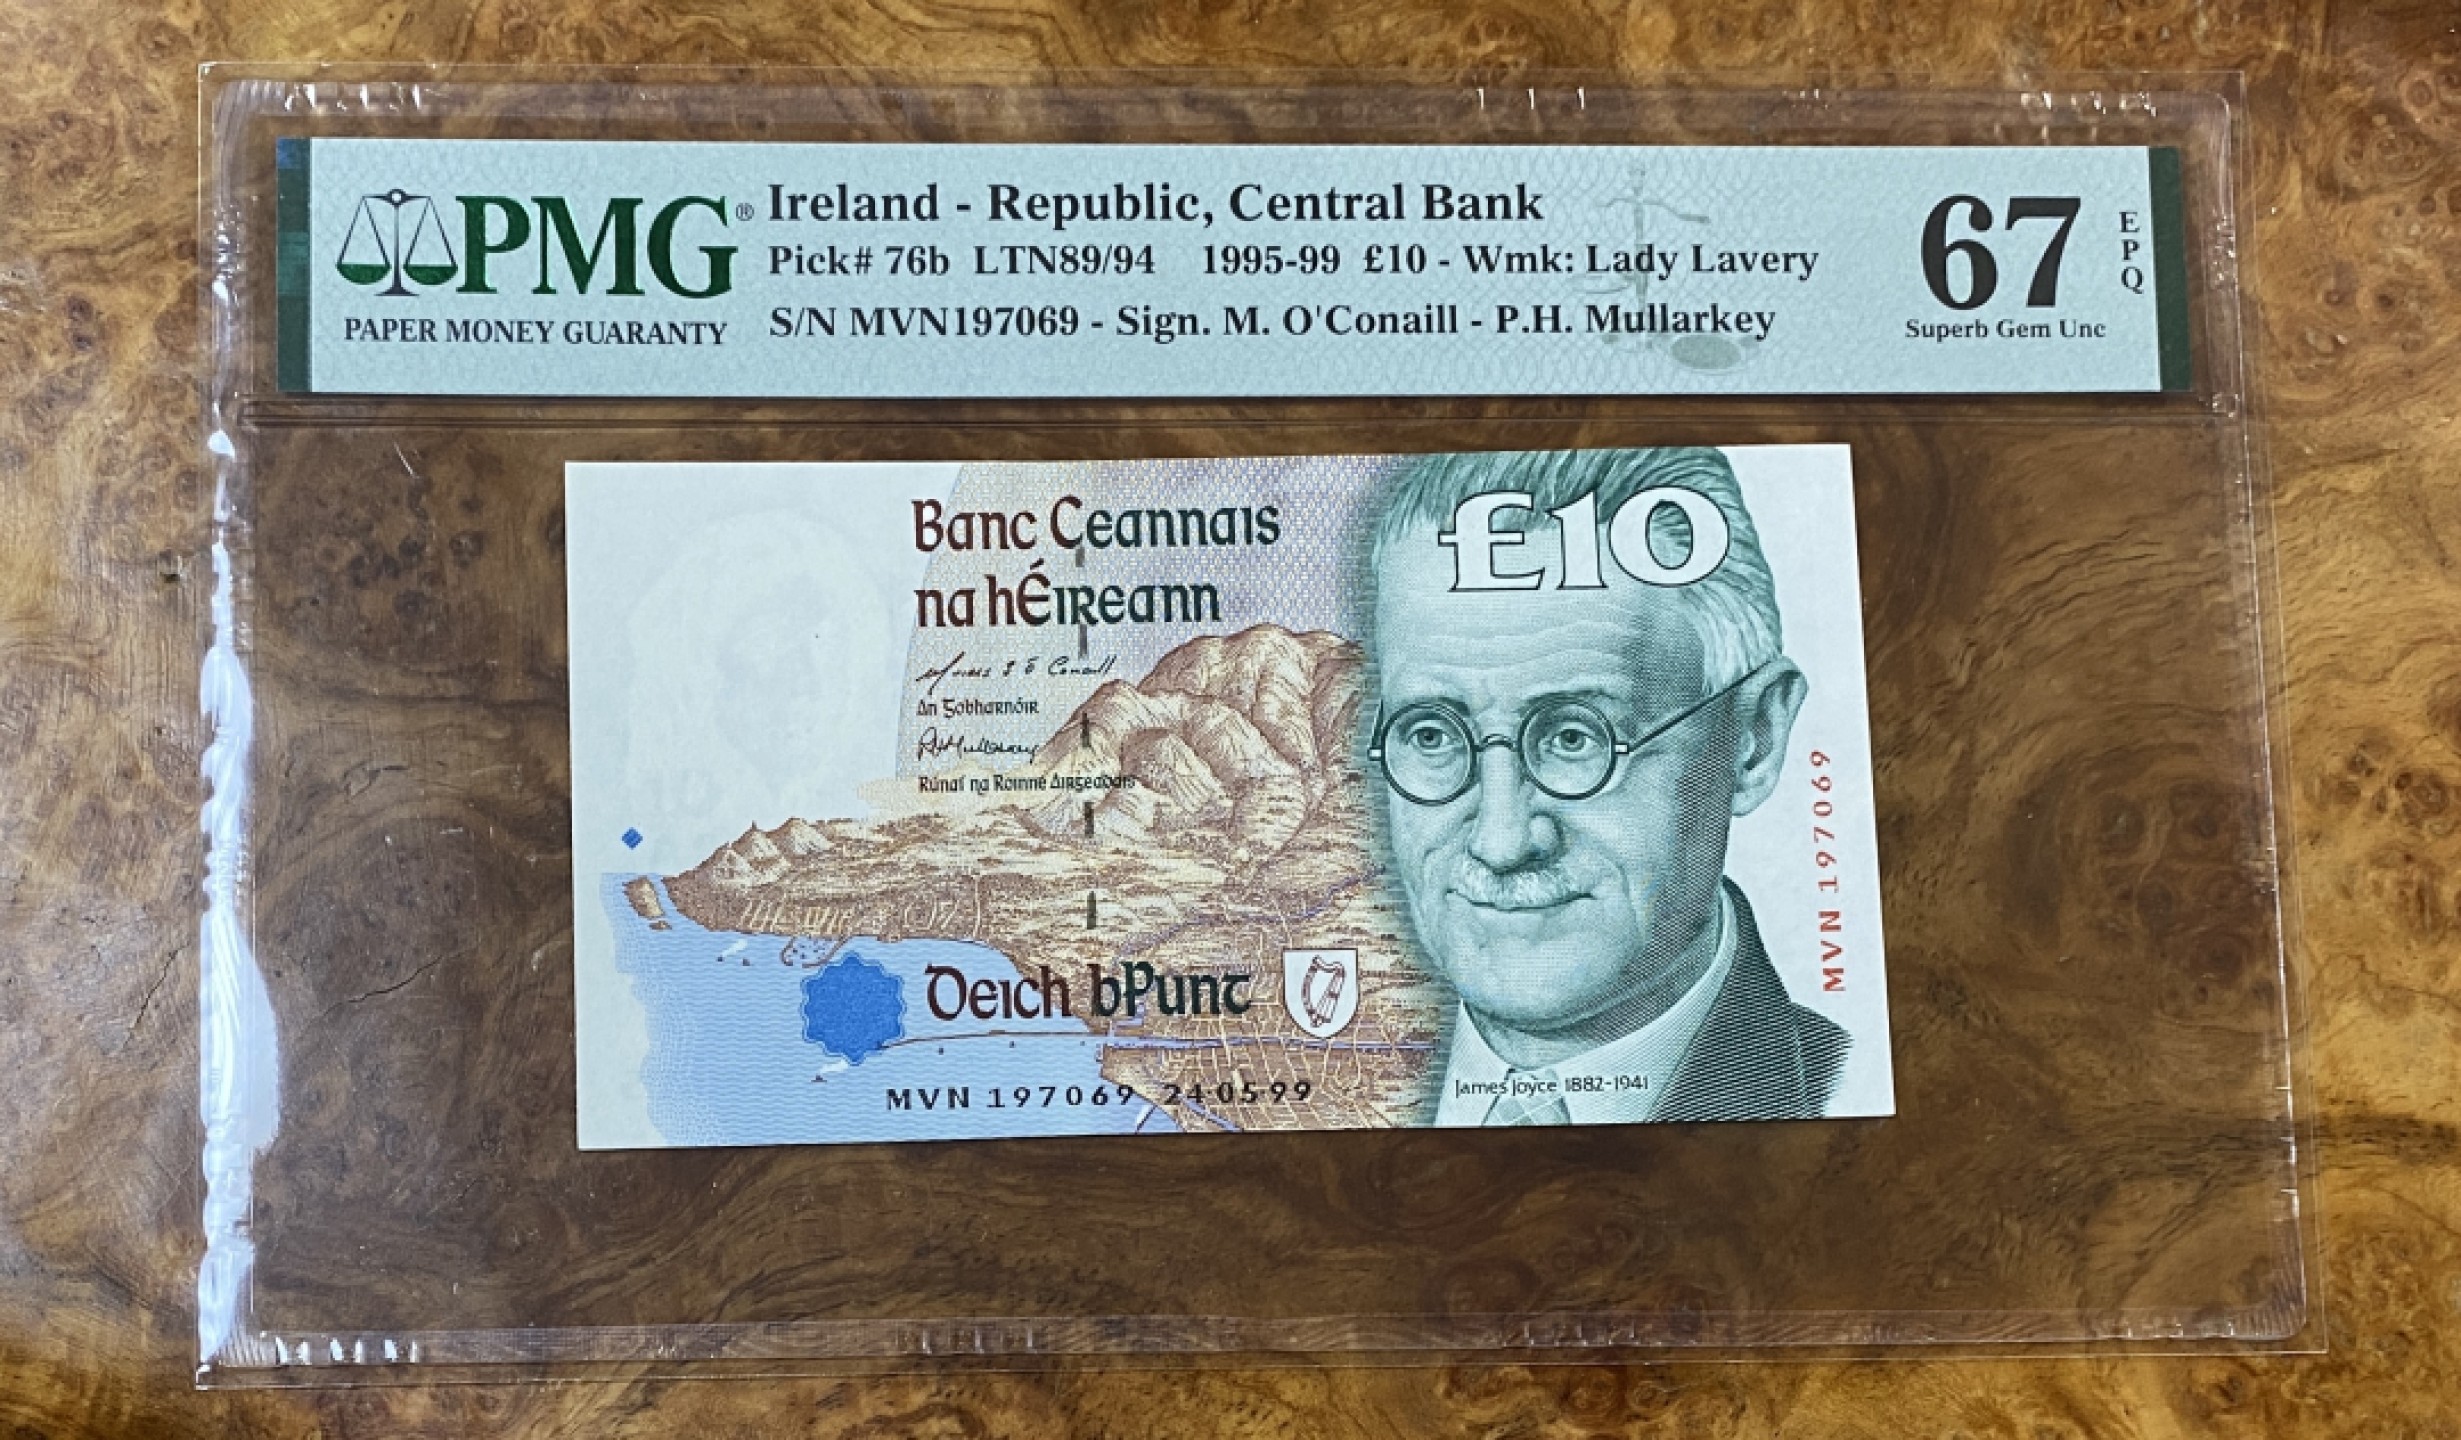 PMG®
PAPER MONEY GUARANTY
Ireland - Republic, Central Bank
Pick# 76b LTN89/94 1995-99 £10 - Wmk: Lady Lavery
S/N MVN197069 - Sign. M. O'Conaill - P.H. Mullarkey
67
EPQ
Superb Gem Unc
Banc Ceannais
na hÉireann
£10
An Gobharnóir
Rúnaí na Roinne Airgeadais
MVN 197069
Deich bPunt
MVN 197069 24·05·99
James Joyce 1882-1941